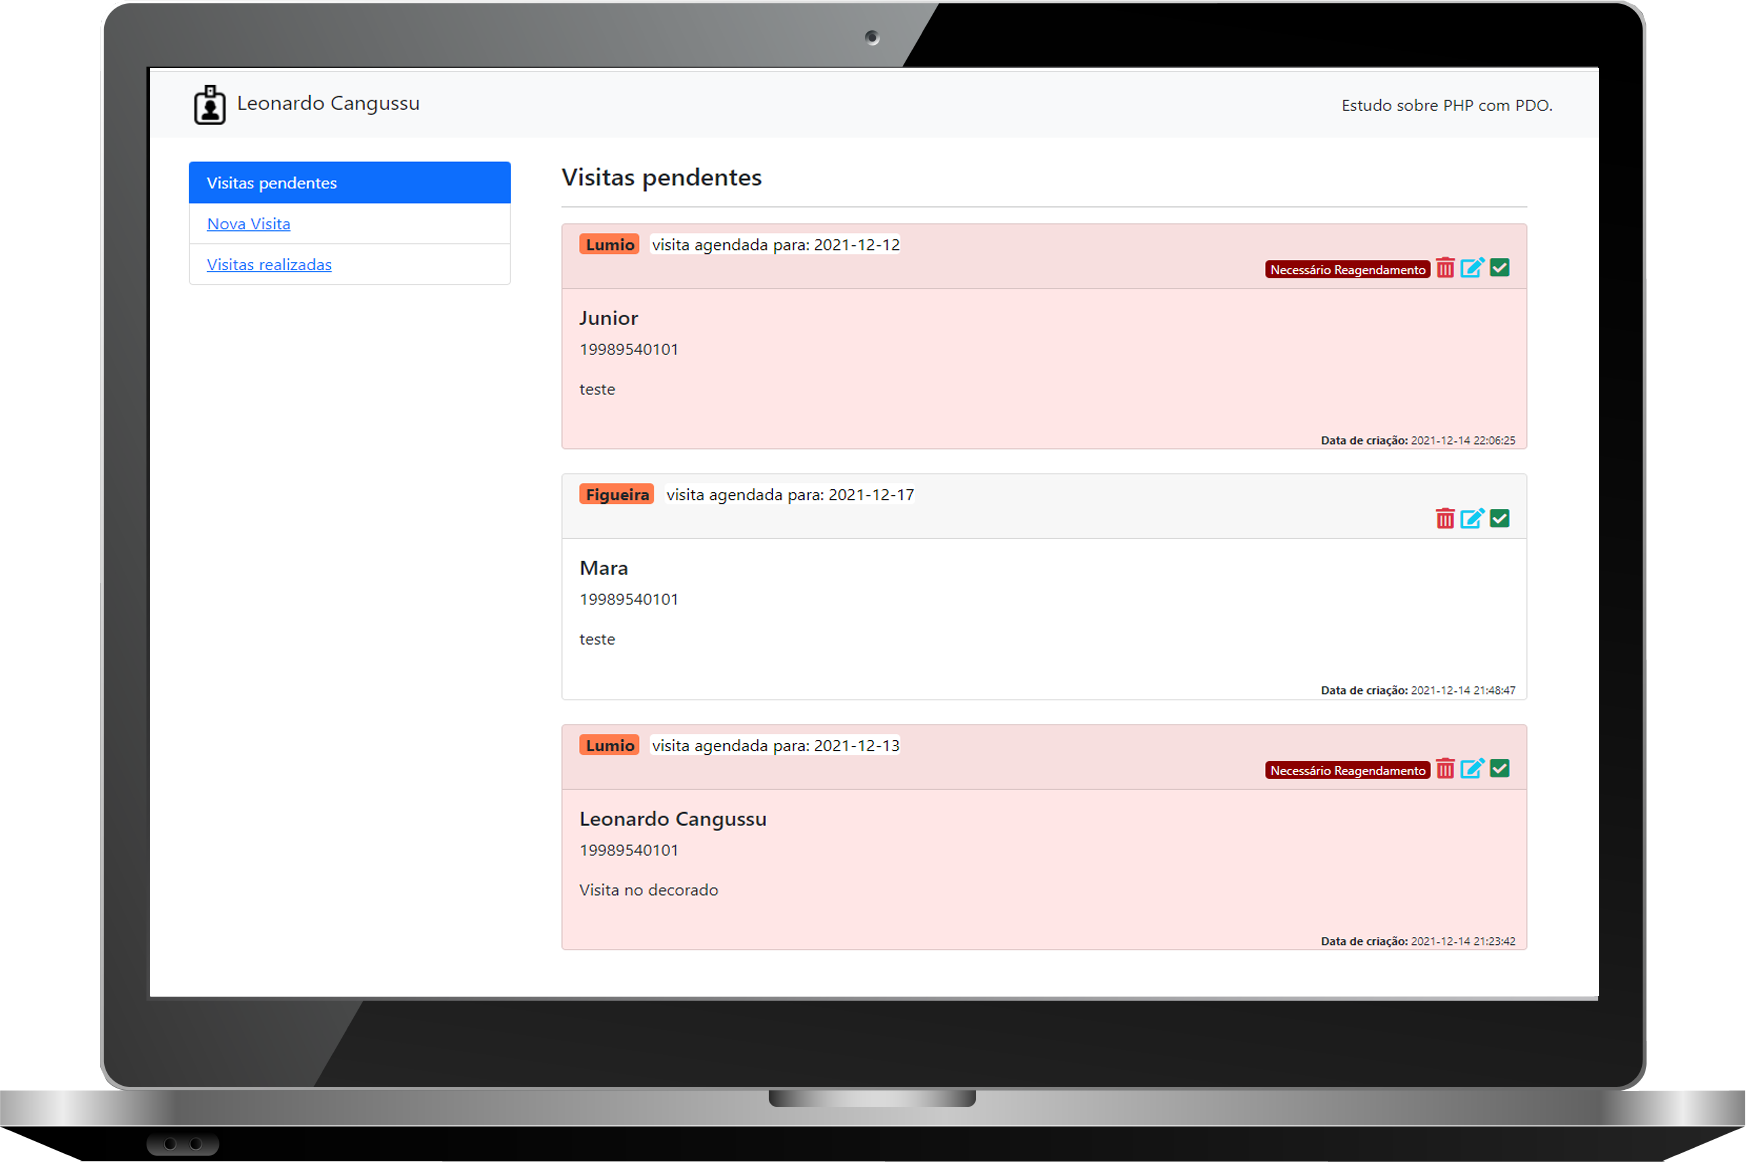 Leonardo Cangussu
Estudo sobre PHP com PDO.
Visitas pendentes
Nova Visita
Visitas realizadas
Visitas pendentes
Lumio visita agendada para: 2021-12-12
Necessário Reagendamento
Junior
19989540101
teste
Data de criação: 2021-12-14 22:06:25
Figueira visita agendada para: 2021-12-17
Mara
19989540101
teste
Data de criação: 2021-12-14 21:48:47
Lumio visita agendada para: 2021-12-13
Necessário Reagendamento
Leonardo Cangussu
19989540101
Visita no decorado
Data de criação: 2021-12-14 21:23:42